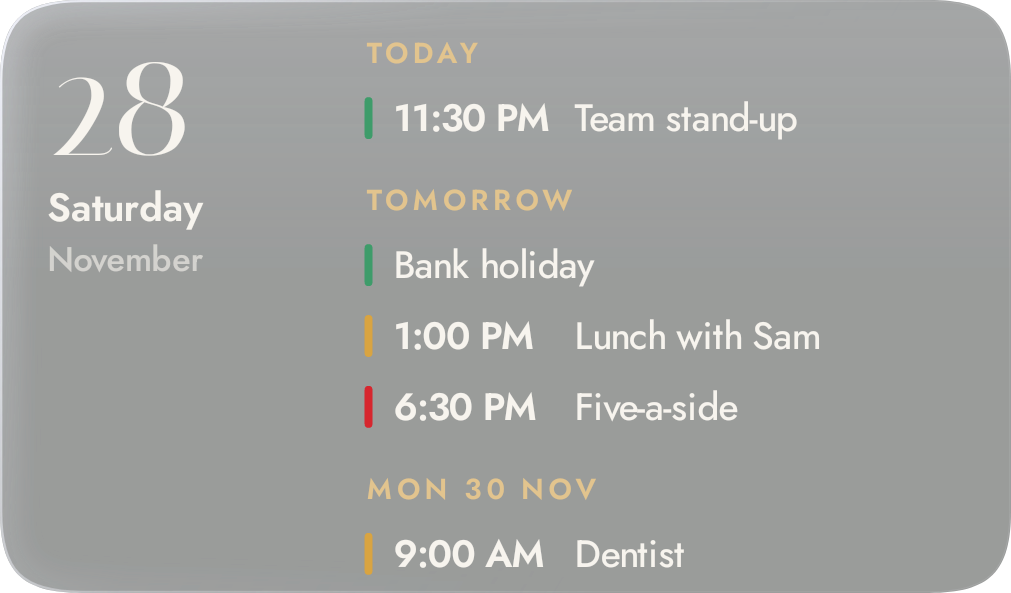 28
Saturday
November
TODAY
11:30 PM Team stand-up
TOMORROW
Bank holiday
1:00 PM Lunch with Sam
6:30 PM Five-a-side
MON 30 NOV
9:00 AM Dentist